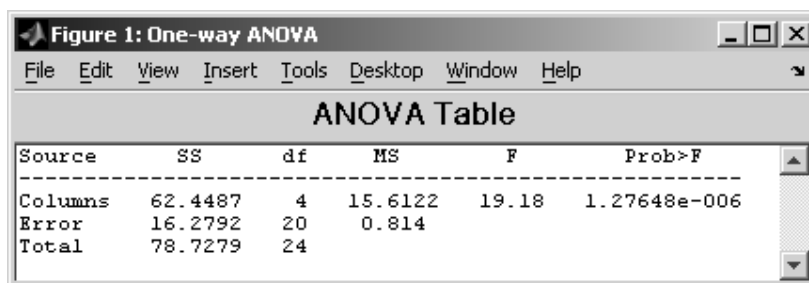 Figure 1: One-way ANOVA
File Edit View Insert Tools Desktop Window Help
ANOVA Table
Source SS df MS F Prob>F
Columns 62.4487 4 15.6122 19.18 1.27648e-006
Error 16.2792 20 0.814
Total 78.7279 24